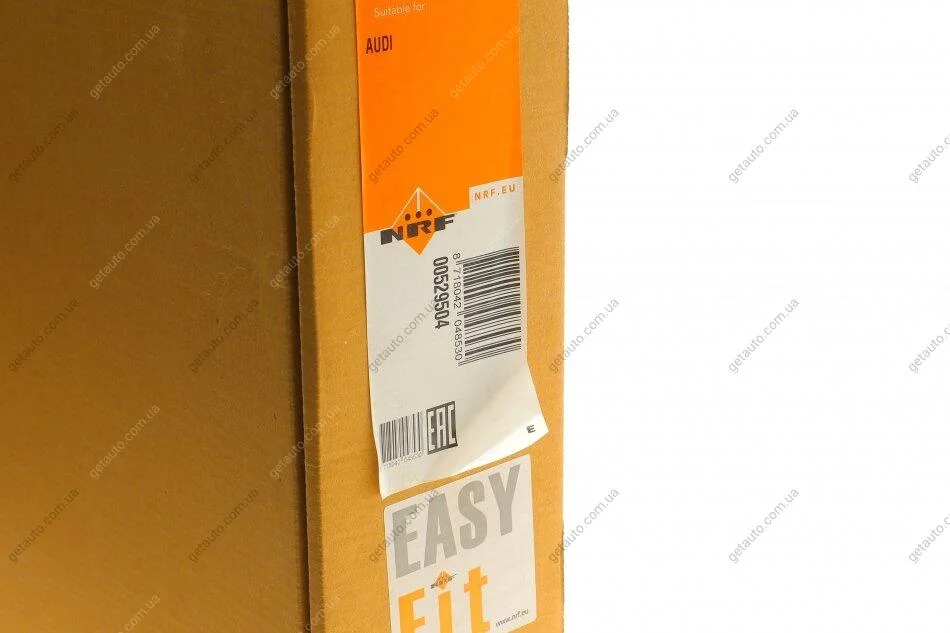 Suitable for:
AUDI
NRF.EU
NRF
00529504
8 718042 048530
EAC
E
EASY
Fit
www.nrf.eu
getauto.com.ua